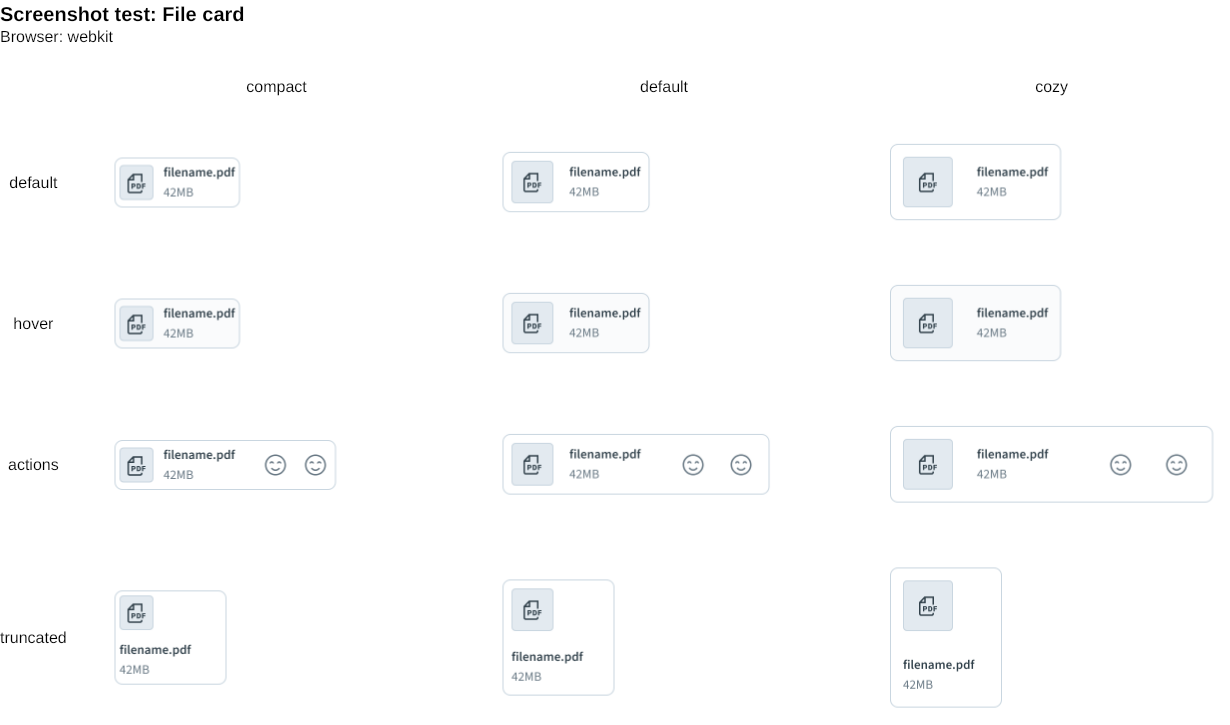 Screenshot test: File card
Browser: webkit
compact default cozy
default
PDF filename.pdf 42MB
PDF filename.pdf 42MB
PDF filename.pdf 42MB
hover
PDF filename.pdf 42MB
PDF filename.pdf 42MB
PDF filename.pdf 42MB
actions
PDF filename.pdf 42MB
PDF filename.pdf 42MB
PDF filename.pdf 42MB
truncated
PDF
filename.pdf
42MB
PDF
filename.pdf
42MB
PDF
filename.pdf
42MB